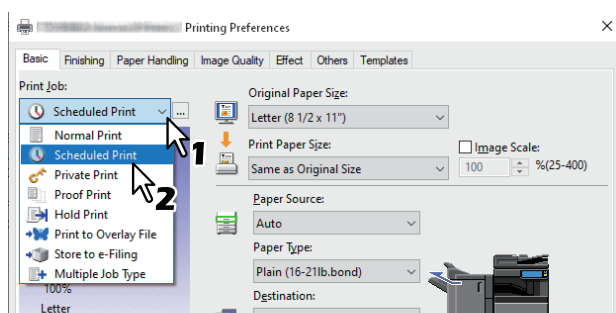 Printing Preferences
Basic Finishing Paper Handling Image Quality Effect Others Templates
Print Job:
Scheduled Print ...
Normal Print
Scheduled Print
Private Print
Proof Print
Hold Print
Print to Overlay File
Store to e-Filing
Multiple Job Type
100%
Letter
1
2
Original Paper Size:
Letter (8 1/2 x 11")
Print Paper Size:
Same as Original Size
Image Scale:
100 %(25-400)
Paper Source:
Auto
Paper Type:
Plain (16-21lb.bond)
Destination: